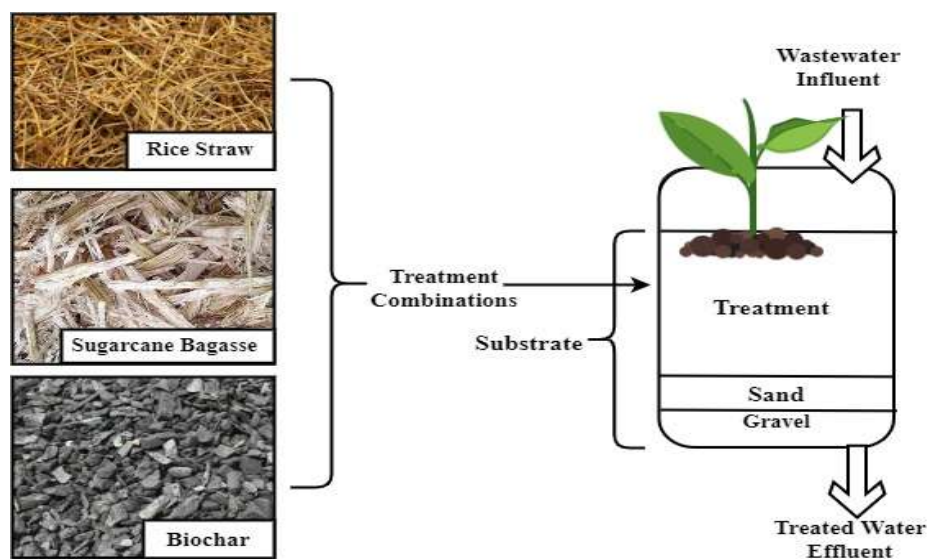 Rice Straw
Sugarcane Bagasse
Biochar
Treatment
Combinations
Substrate
Wastewater
Influent
Treatment
Sand
Gravel
Treated Water
Effluent